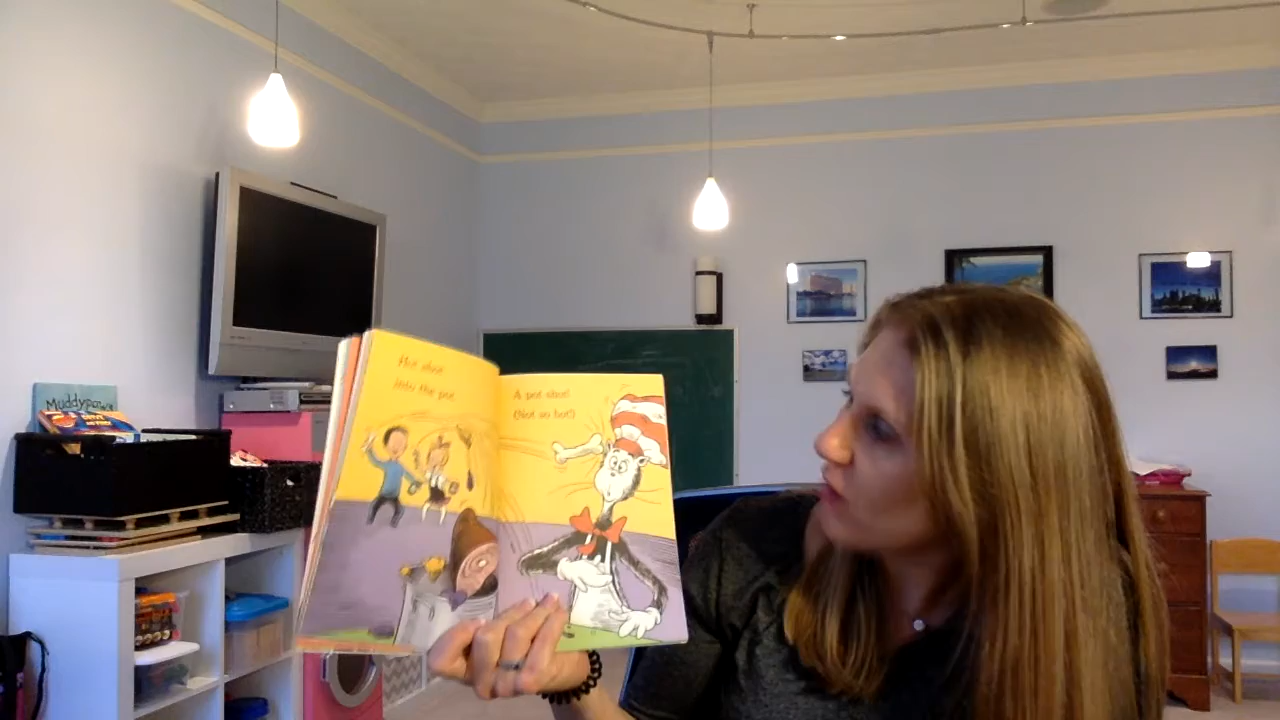 Muddypaws
Hot shot
into the pot.
A pot shot!
(Not so hot!)